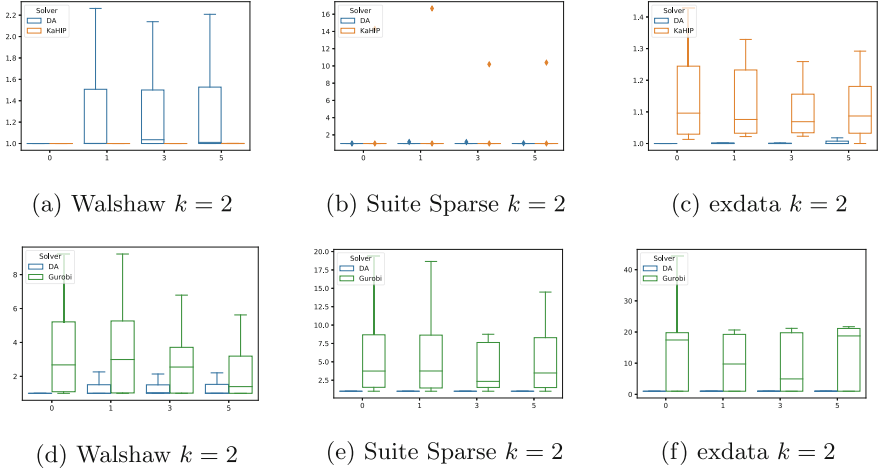 Solver
DA
KaHIP
2.2
2.0
1.8
1.6
1.4
1.2
1.0
0 1 3 5
(a) Walshaw k = 2
Solver
DA
KaHIP
16
14
12
10
8
6
4
2
0 1 3 5
(b) Suite Sparse k = 2
Solver
DA
KaHIP
1.4
1.3
1.2
1.1
1.0
0 1 3 5
(c) exdata k = 2
Solver
DA
Gurobi
8
6
4
2
0 1 3 5
(d) Walshaw k = 2
Solver
DA
Gurobi
20.0
17.5
15.0
12.5
10.0
7.5
5.0
2.5
0 1 3 5
(e) Suite Sparse k = 2
Solver
DA
Gurobi
40
30
20
10
0
0 1 3 5
(f) exdata k = 2